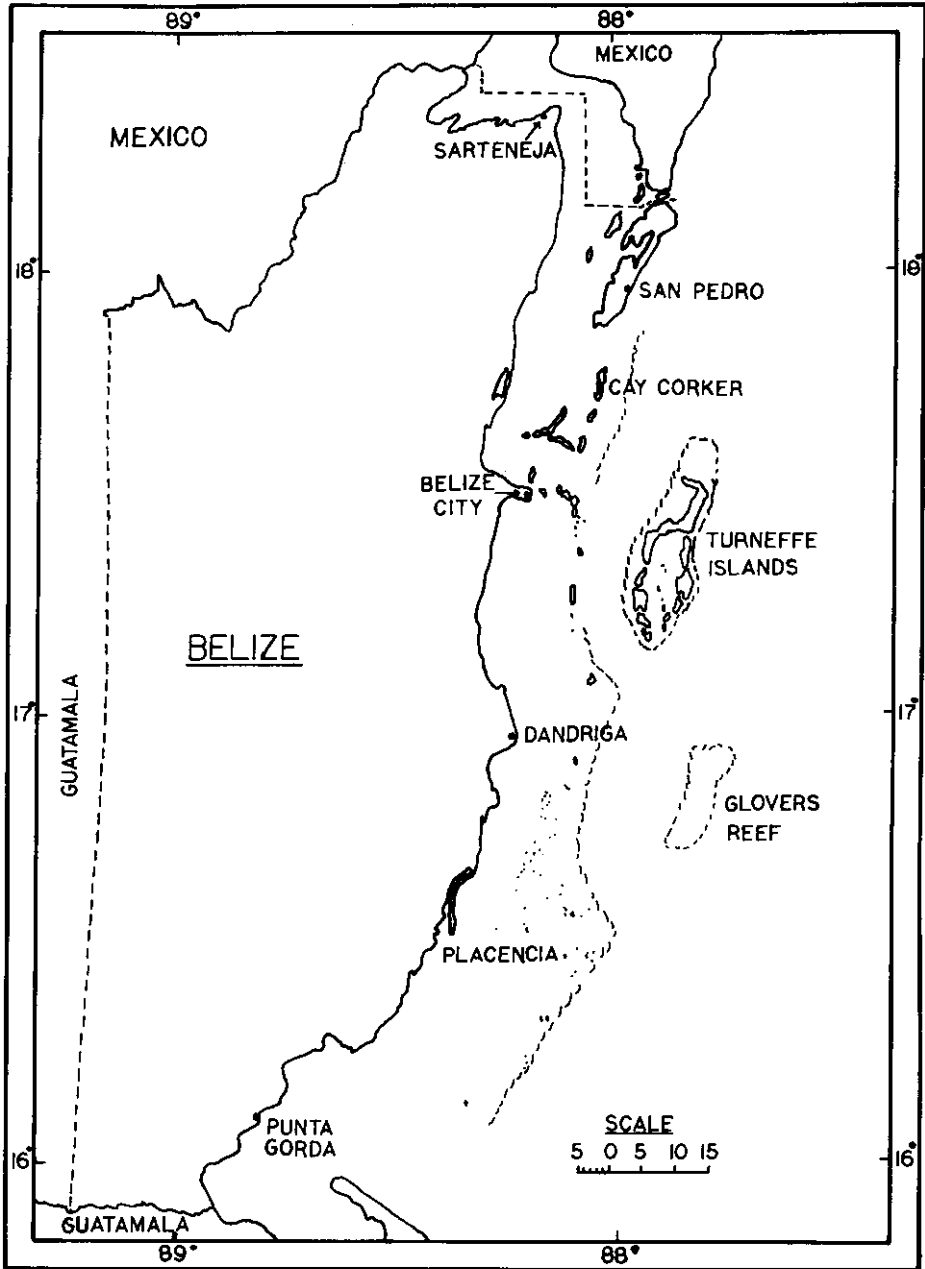 89°
88°
MEXICO
MEXICO
SARTENEJA
18°
18°
SAN PEDRO
CAY CORKER
BELIZE
CITY
TURNEFFE
ISLANDS
BELIZE
GUATAMALA
17°
17°
DANDRIGA
GLOVERS
REEF
PLACENCIA
PUNTA
GORDA
SCALE
5 0 5 10 15
16°
16°
GUATAMALA
89°
88°